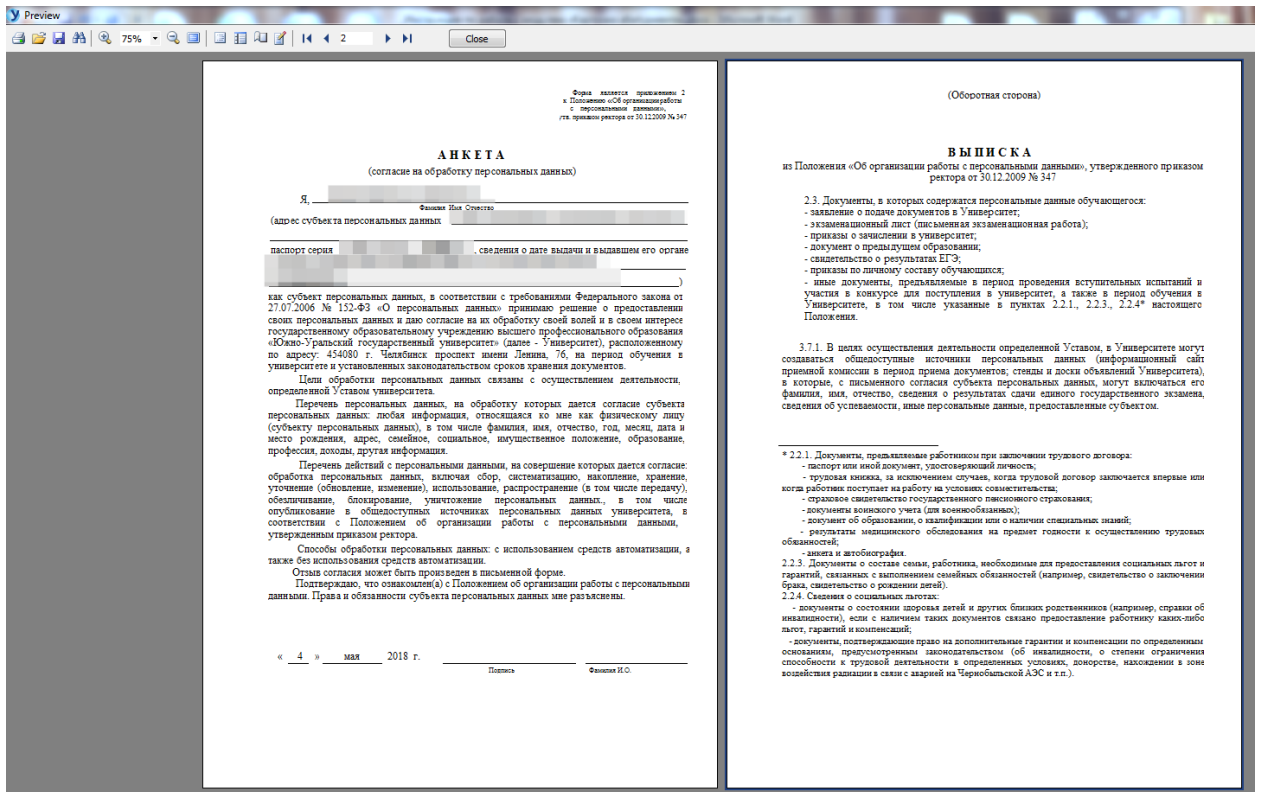 Preview
75%
2
Close
Форма является приложением 2
к Положению «Об организации работы
с персональными данными»,
утв. приказом ректора от 30.12.2009 № 347
А Н К Е Т А
(согласие на обработку персональных данных)
Я,
Фамилия Имя Отчество
(адрес субъекта персональных данных
паспорт серия , сведения о дате выдачи и выдавшем его органе
)
как субъект персональных данных, в соответствии с требованиями Федерального закона от
27.07.2006 № 152-ФЗ «О персональных данных» принимаю решение о предоставлении
своих персональных данных и даю согласие на их обработку своей волей и в своем интересе
государственному образовательному учреждению высшего профессионального образования
«Южно-Уральский государственный университет» (далее - Университет), расположенному
по адресу: 454080 г. Челябинск проспект имени Ленина, 76, на период обучения в
университете и установленных законодательством сроков хранения документов.
Цели обработки персональных данных связаны с осуществлением деятельности,
определенной Уставом университета.
Перечень персональных данных, на обработку которых дается согласие субъекта
персональных данных: любая информация, относящаяся ко мне как физическому лицу
(субъекту персональных данных), в том числе фамилия, имя, отчество, год, месяц, дата и
место рождения, адрес, семейное, социальное, имущественное положение, образование,
профессия, доходы, другая информация.
Перечень действий с персональными данными, на совершение которых дается согласие:
обработка персональных данных, включая сбор, систематизацию, накопление, хранение,
уточнение (обновление, изменение), использование, распространение (в том числе передачу),
обезличивание, блокирование, уничтожение персональных данных., в том числе
опубликование в общедоступных источниках персональных данных университета, в
соответствии с Положением об организации работы с персональными данными,
утвержденным приказом ректора.
Способы обработки персональных данных: с использованием средств автоматизации, а
также без использования средств автоматизации.
Отзыв согласия может быть произведен в письменной форме.
Подтверждаю, что ознакомлен(а) с Положением об организации работы с персональными
данными. Права и обязанности субъекта персональных данных мне разъяснены.
« 4 » мая 2018 г.
Подпись Фамилия И.О.
(Оборотная сторона)
В Ы П И С К А
из Положения «Об организации работы с персональными данными», утвержденного приказом
ректора от 30.12.2009 № 347
2.3. Документы, в которых содержатся персональные данные обучающегося:
- заявление о подаче документов в Университет;
- экзаменационный лист (письменная экзаменационная работа);
- приказы о зачислении в университет;
- документ о предыдущем образовании;
- свидетельство о результатах ЕГЭ;
- приказы по личному составу обучающихся;
- иные документы, предъявляемые в период проведения вступительных испытаний и
участия в конкурсе для поступления в университет, а также в период обучения в
Университете, в том числе указанные в пунктах 2.2.1., 2.2.3., 2.2.4* настоящего
Положения.
3.7.1. В целях осуществления деятельности определенной Уставом, в Университете могут
создаваться общедоступные источники персональных данных (информационный сайт
приемной комиссии в период приема документов; стенды и доски объявлений Университета),
в которые, с письменного согласия субъекта персональных данных, могут включаться его
фамилия, имя, отчество, сведения о результатах сдачи единого государственного экзамена,
сведения об успеваемости, иные персональные данные, предоставленные субъектом.
* 2.2.1. Документы, предъявляемые работником при заключении трудового договора:
- паспорт или иной документ, удостоверяющий личность;
- трудовая книжка, за исключением случаев, когда трудовой договор заключается впервые или
когда работник поступает на работу на условиях совместительства;
- страховое свидетельство государственного пенсионного страхования;
- документы воинского учета (для военнообязанных);
- документ об образовании, о квалификации или о наличии специальных знаний;
- результаты медицинского обследования на предмет годности к осуществлению трудовых
обязанностей;
- анкета и автобиография.
2.2.3. Документы о составе семьи, работника, необходимые для предоставления социальных льгот и
гарантий, связанных с выполнением семейных обязанностей (например, свидетельство о заключении
брака, свидетельство о рождении детей).
2.2.4. Сведения о социальных льготах:
- документы о состоянии здоровья детей и других близких родственников (например, справки об
инвалидности), если с наличием таких документов связано предоставление работнику каких-либо
льгот, гарантий и компенсаций;
- документы, подтверждающие право на дополнительные гарантии и компенсации по определенным
основаниям, предусмотренным законодательством (об инвалидности, о степени ограничения
способности к трудовой деятельности в определенных условиях, донорстве, нахождении в зоне
воздействия радиации в связи с аварией на Чернобыльской АЭС и т.п.).